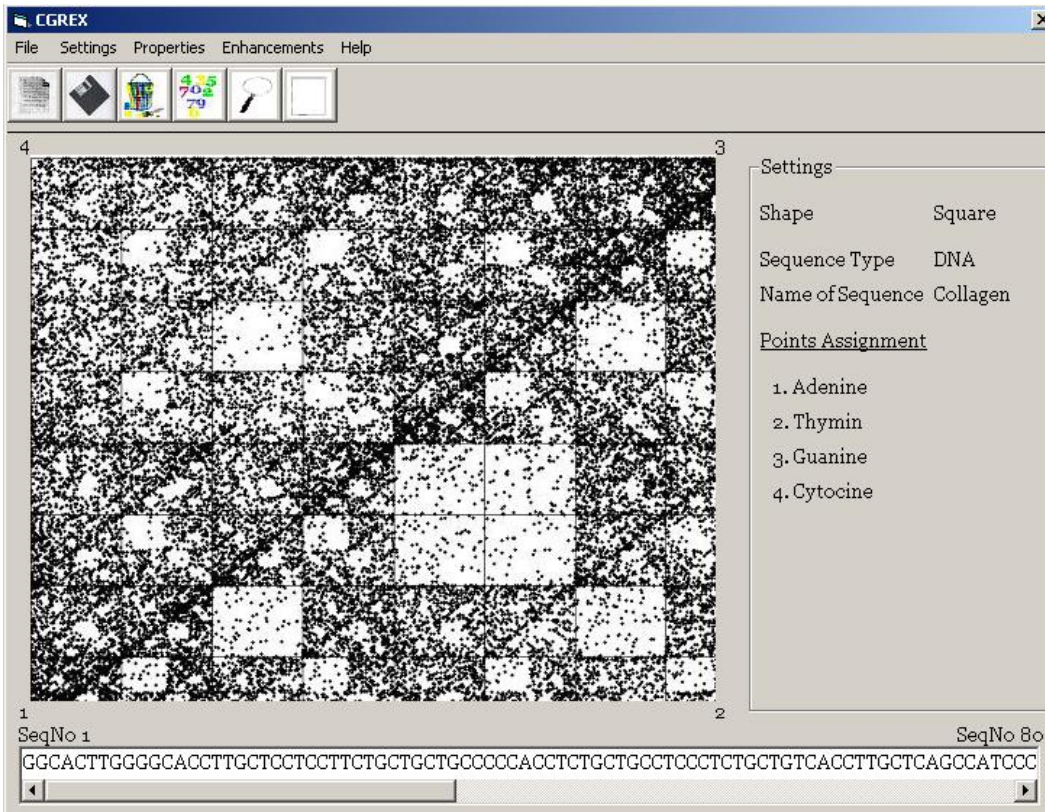 CGREX
File Settings Properties Enhancements Help
4
3
Settings
Shape Square
Sequence Type DNA
Name of Sequence Collagen
Points Assignment
1. Adenine
2. Thymin
3. Guanine
4. Cytocine
1
2
SeqNo 1 SeqNo 80
GGCACTTGGGGCACCTTGCTCCTCCTTCTGCTGCTGCCCCCACCTCTGCTGCCTCCCTCTGCTGTCACCTTGCTCAGCCATCCC